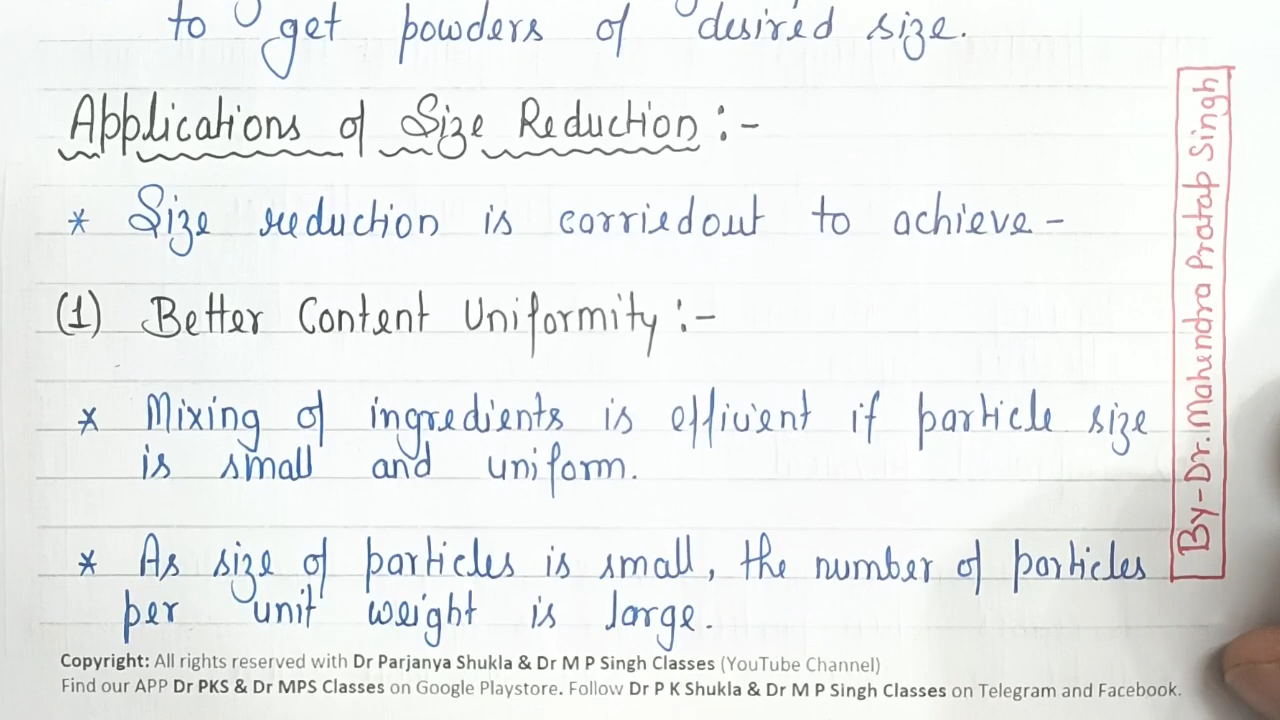 to get powders of desired size.
Applications of Size Reduction :-
* Size reduction is carriedout to achieve -
(1) Better Content Uniformity :-
* Mixing of ingredients is efficient if particle size
is small and uniform.
* As size of particles is small, the number of particles
per unit weight is large.
By-Dr. Mahendra Pratap Singh
Copyright: All rights reserved with Dr Parjanya Shukla & Dr M P Singh Classes (YouTube Channel)
Find our APP Dr PKS & Dr MPS Classes on Google Playstore. Follow Dr P K Shukla & Dr M P Singh Classes on Telegram and Facebook.